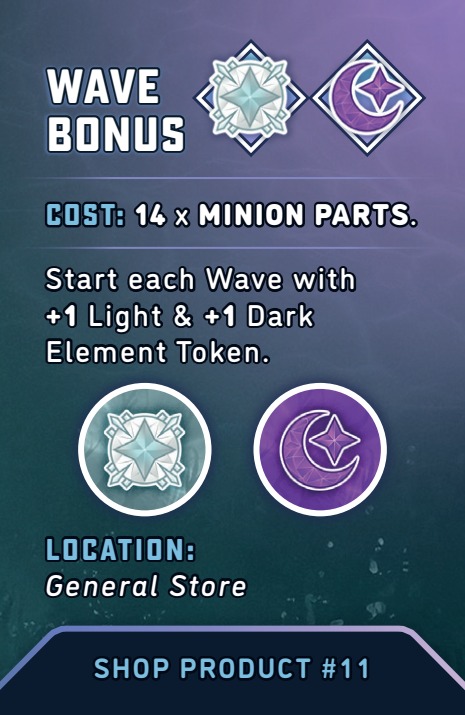 WAVE
BONUS
COST: 14 x MINION PARTS.
Start each Wave with
+1 Light & +1 Dark
Element Token.
LOCATION:
General Store
SHOP PRODUCT #11